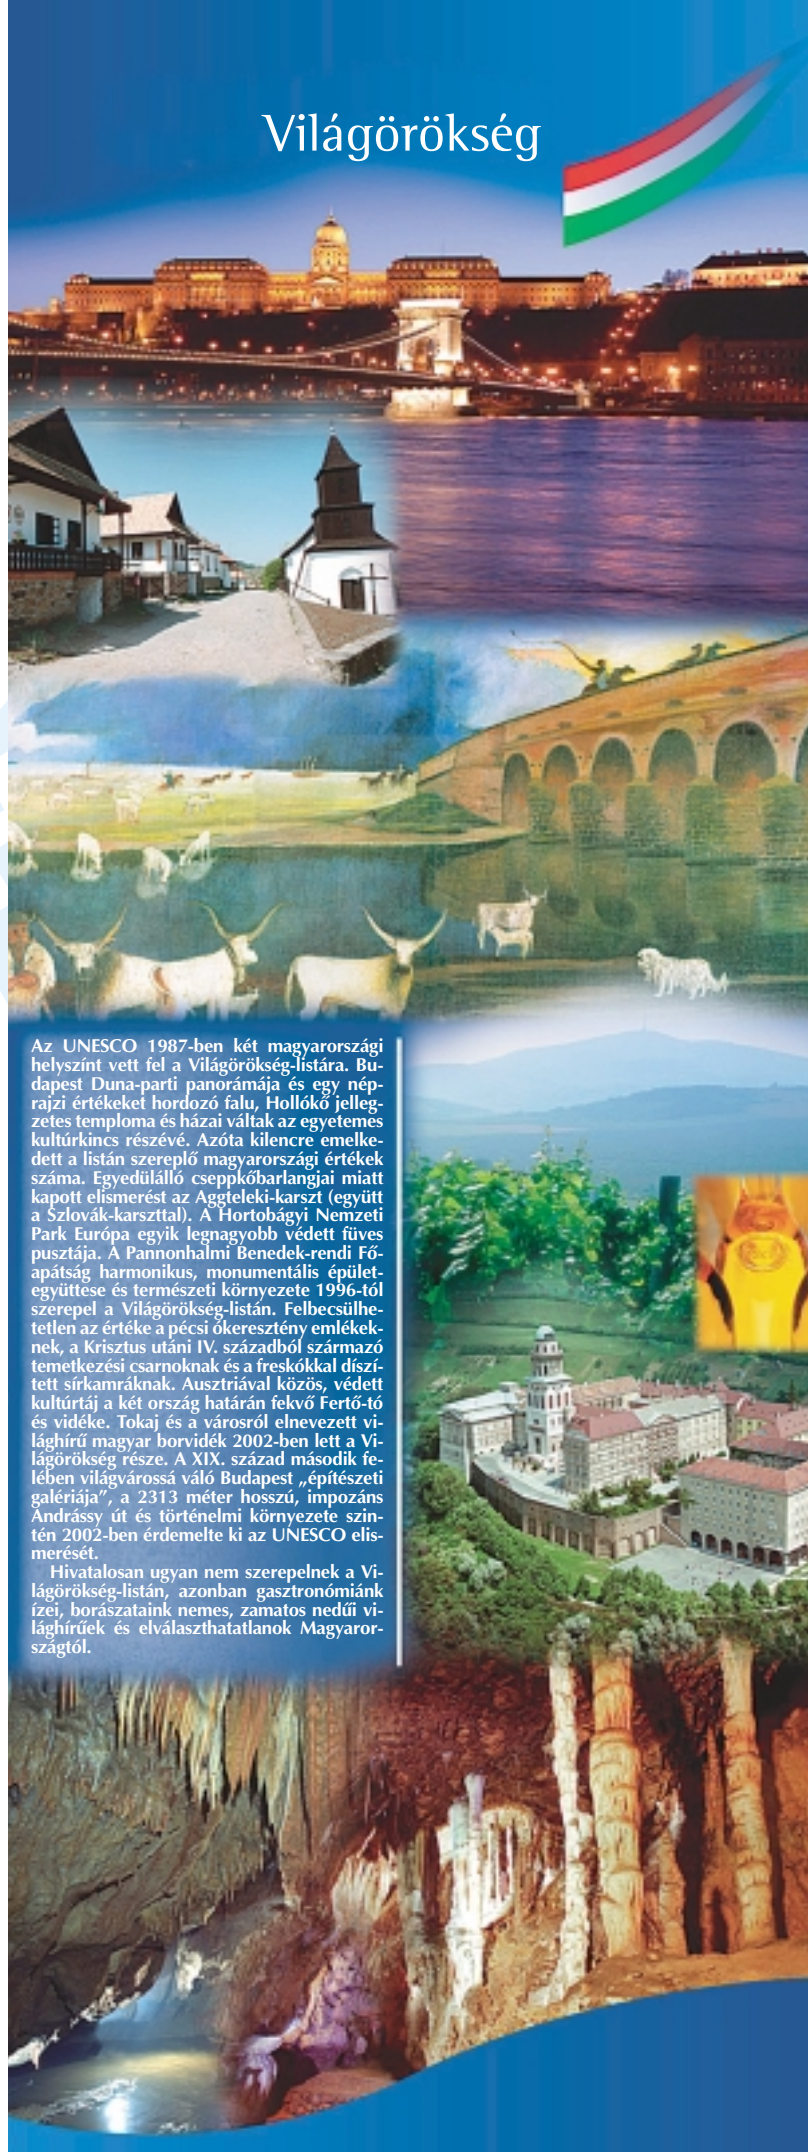 Világörökség
Az UNESCO 1987-ben két magyarországi
helyszínt vett fel a Világörökség-listára. Bu-
dapest Duna-parti panorámája és egy nép-
rajzi értékeket hordozó falu, Hollókő jelleg-
zetes temploma és házai váltak az egyetemes
kultúrkincs részévé. Azóta kilencre emelke-
dett a listán szereplő magyarországi értékek
száma. Egyedülálló cseppkőbarlangjai miatt
kapott elismerést az Aggteleki-karszt (együtt
a Szlovák-karszttal). A Hortobágyi Nemzeti
Park Európa egyik legnagyobb védett füves
pusztája. A Pannonhalmi Benedek-rendi Fő-
apátság harmonikus, monumentális épület-
együttese és természeti környezete 1996-tól
szerepel a Világörökség-listán. Felbecsülhe-
tetlen az értéke a pécsi ókeresztény emlékek-
nek, a Krisztus utáni IV. századból származó
temetkezési csarnoknak és a freskókkal díszí-
tett sírkamráknak. Ausztriával közös, védett
kultúrtáj a két ország határán fekvő Fertő-tó
és vidéke. Tokaj és a városról elnevezett vi-
lághírű magyar borvidék 2002-ben lett a Vi-
lágörökség része. A XIX. század második fe-
lében világvárossá váló Budapest „építészeti
galériája”, a 2313 méter hosszú, impozáns
Andrássy út és történelmi környezete szin-
tén 2002-ben érdemelte ki az UNESCO elis-
merését.
Hivatalosan ugyan nem szerepelnek a Vi-
lágörökség-listán, azonban gasztronómiánk
ízei, borászataink nemes, zamatos nedűi vi-
lághírűek és elválaszthatatlanok Magyaror-
szágtól.